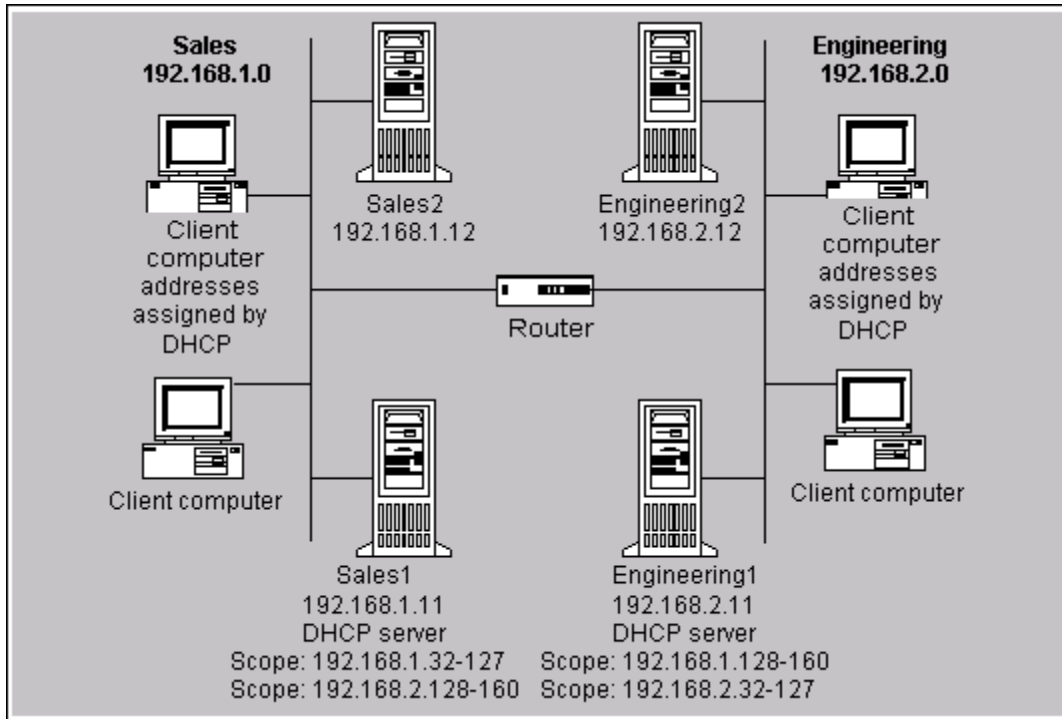 Sales
192.168.1.0
Engineering
192.168.2.0
Sales2
192.168.1.12
Engineering2
192.168.2.12
Client
computer
addresses
assigned by
DHCP
Client
computer
addresses
assigned by
DHCP
Router
Client computer
Client computer
Sales1
192.168.1.11
DHCP server
Scope: 192.168.1.32-127
Scope: 192.168.2.128-160
Engineering1
192.168.2.11
DHCP server
Scope: 192.168.1.128-160
Scope: 192.168.2.32-127